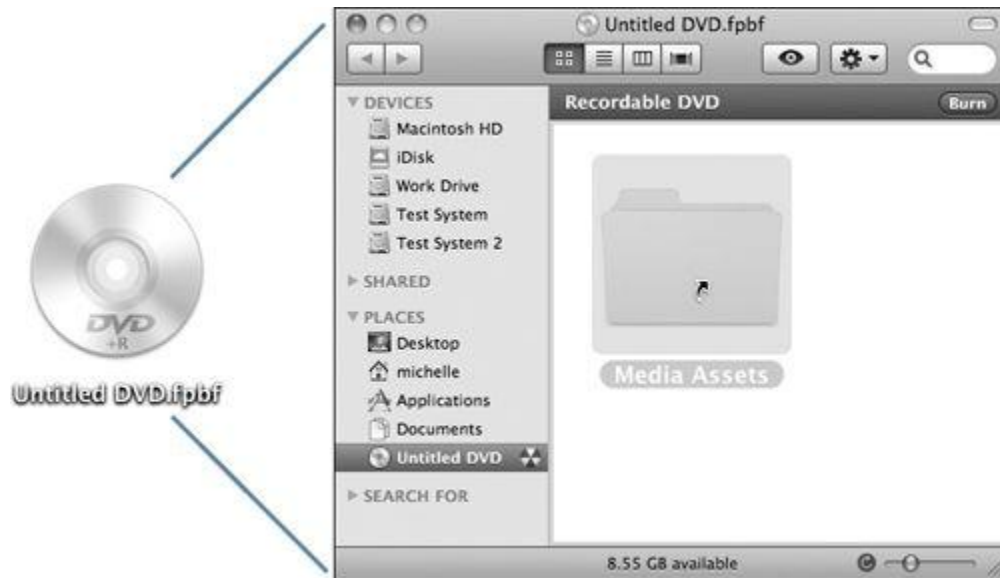 Untitled DVD.fpbf
DEVICES
Macintosh HD
iDisk
Work Drive
Test System
Test System 2
SHARED
PLACES
Desktop
michelle
Applications
Documents
Untitled DVD
SEARCH FOR
Recordable DVD
Burn
Media Assets
8.55 GB available
DVD
+R
Untitled DVD.fpbf